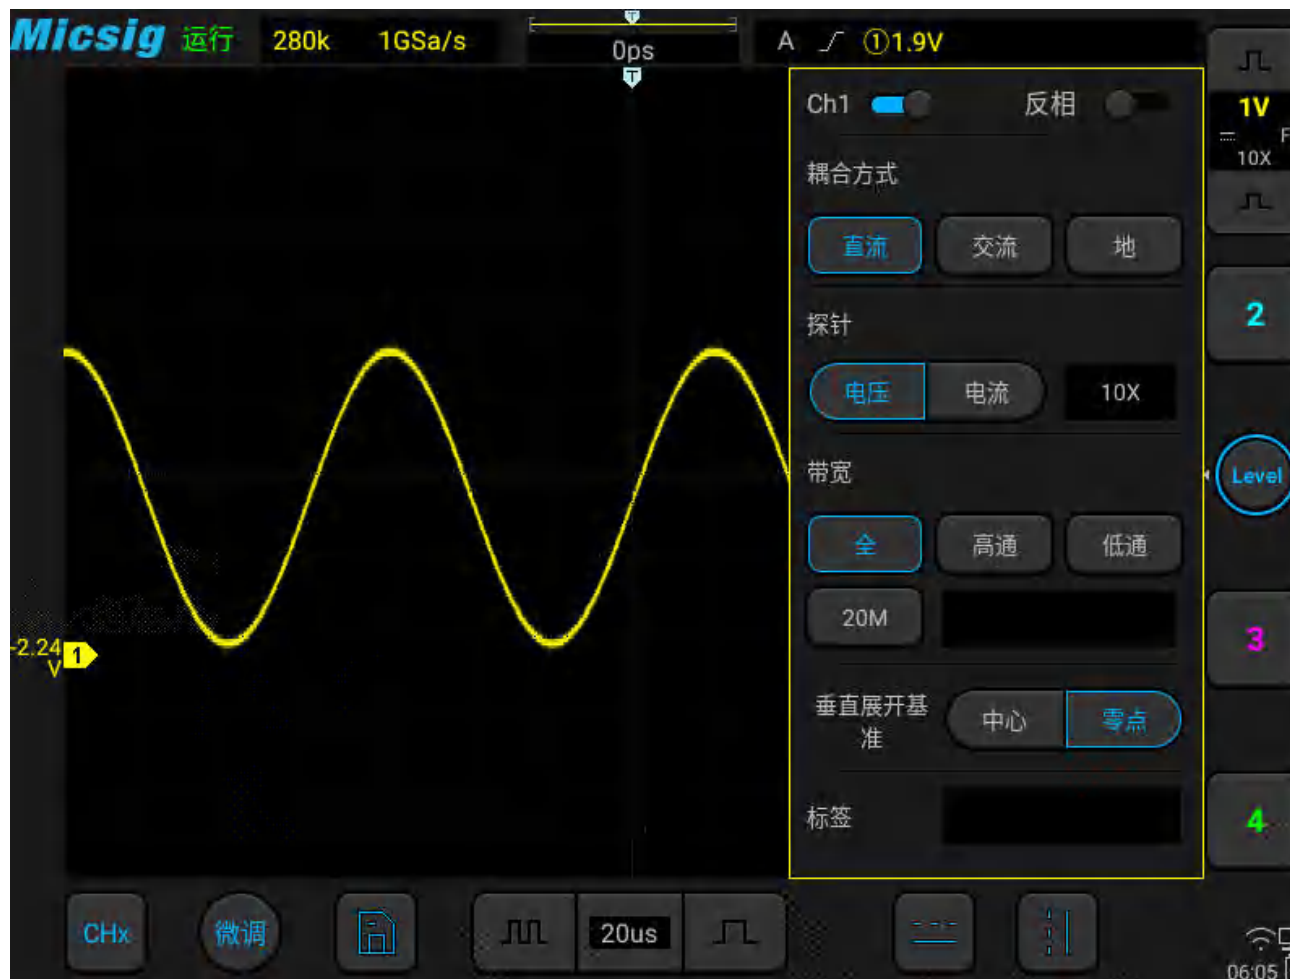 Micsig 运行 280k 1GSa/s T 0ps A ①1.9V
T
Ch1 反相
1V
F
10X
耦合方式
直流 交流 地
2
探针
电压 电流 10X
带宽
Level
全 高通 低通
20M
-2.24
V
1
3
垂直展开基
准
中心 零点
标签
4
CHx 微调 20us
06:05